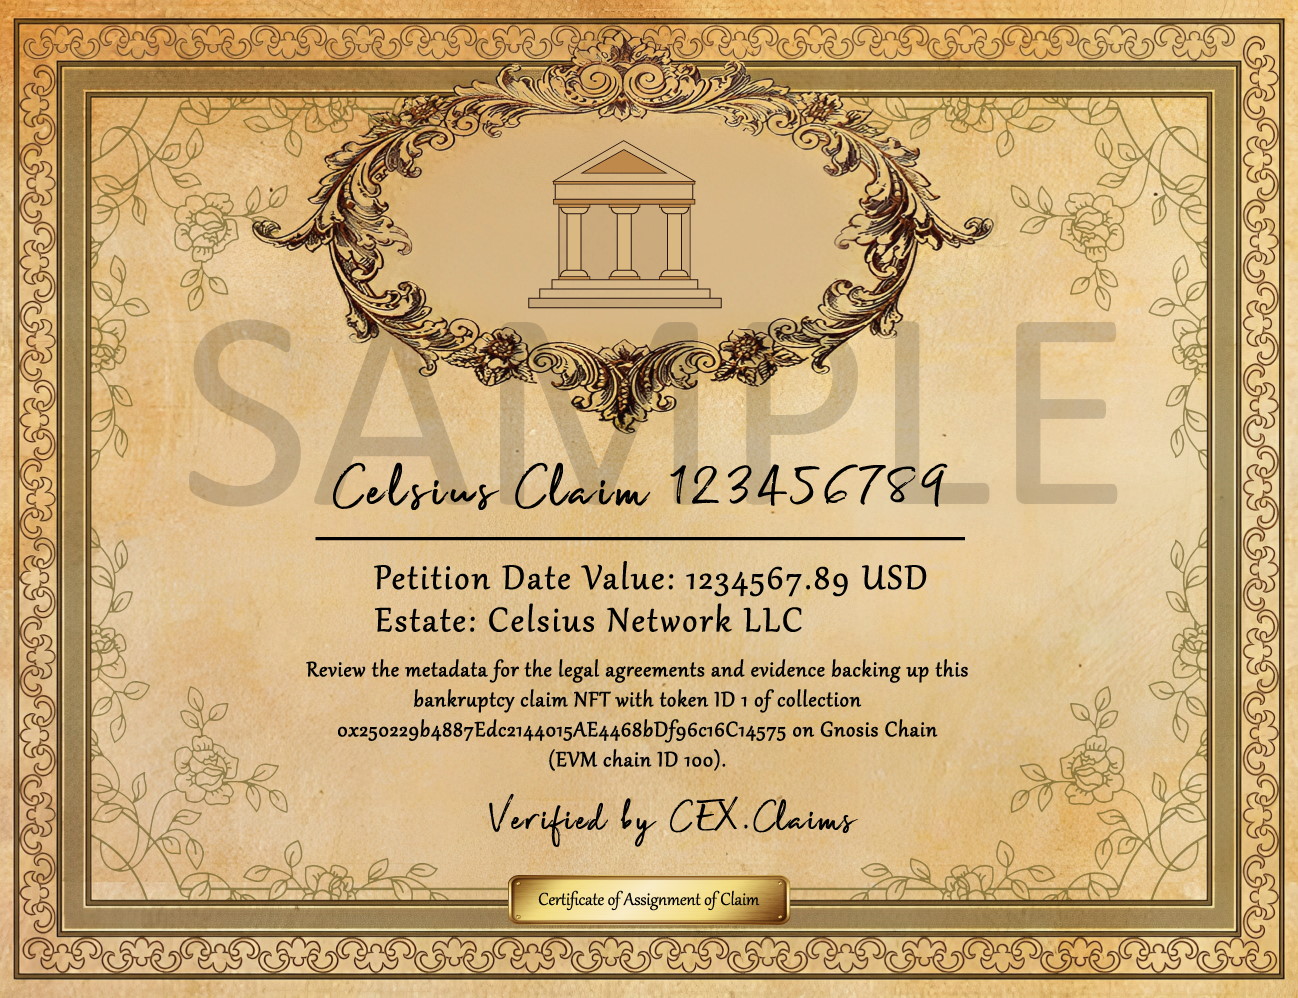 SAMPLE
Celsius Claim 123456789
Petition Date Value: 1234567.89 USD
Estate: Celsius Network LLC
Review the metadata for the legal agreements and evidence backing up this
bankruptcy claim NFT with token ID 1 of collection
0x250229b4887Edc2144015AE4468bDf96c16C14575 on Gnosis Chain
(EVM chain ID 100).
Verified by CEX.Claims
Certificate of Assignment of Claim